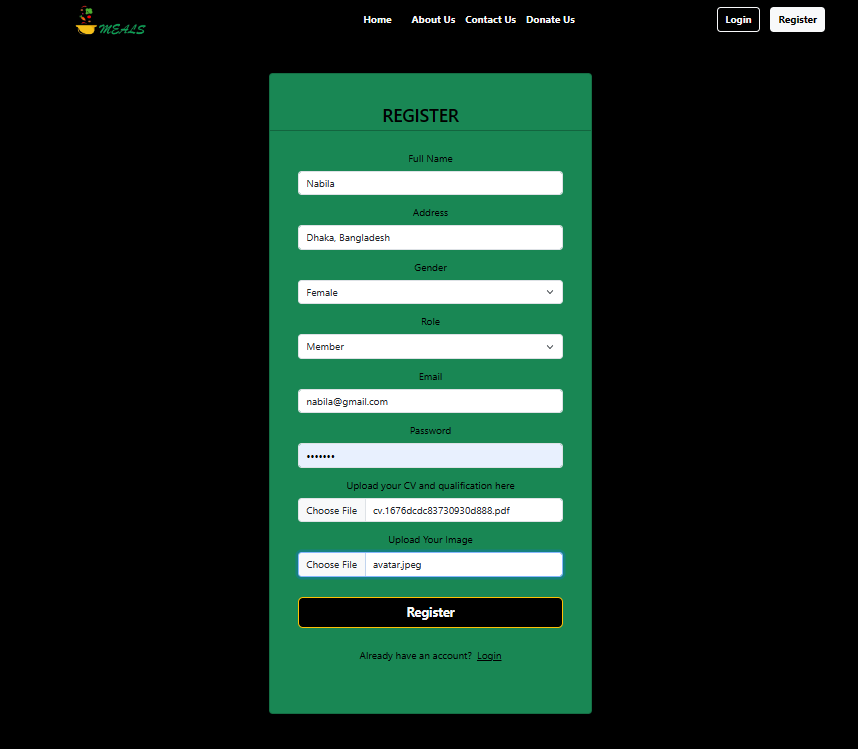 MEALS
Home About Us Contact Us Donate Us Login Register
REGISTER
Full Name
Nabila
Address
Dhaka, Bangladesh
Gender
Female
Role
Member
Email
nabila@gmail.com
Password
•••••••
Upload your CV and qualification here
Choose File cv.1676dcdc83730930d888.pdf
Upload Your Image
Choose File avatar.jpeg
Register
Already have an account? Login